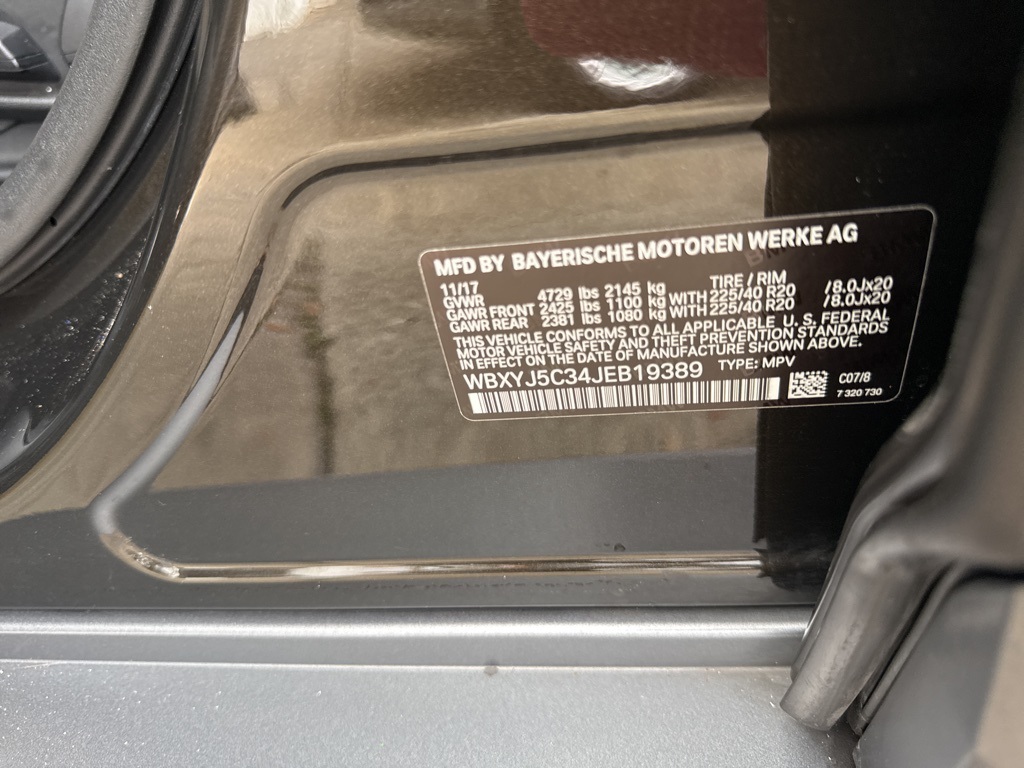 MFD BY BAYERISCHE MOTOREN WERKE AG
11/17 TIRE / RIM
GVWR 4729 lbs 2145 kg
GAWR FRONT 2425 lbs 1100 kg WITH 225/40 R20 /8.0Jx20
GAWR REAR 2381 lbs 1080 kg WITH 225/40 R20 /8.0Jx20
THIS VEHICLE CONFORMS TO ALL APPLICABLE U. S. FEDERAL
MOTOR VEHICLE SAFETY AND THEFT PREVENTION STANDARDS
IN EFFECT ON THE DATE OF MANUFACTURE SHOWN ABOVE.
WBXYJ5C34JEB19389 TYPE: MPV
C07/8
7 320 730